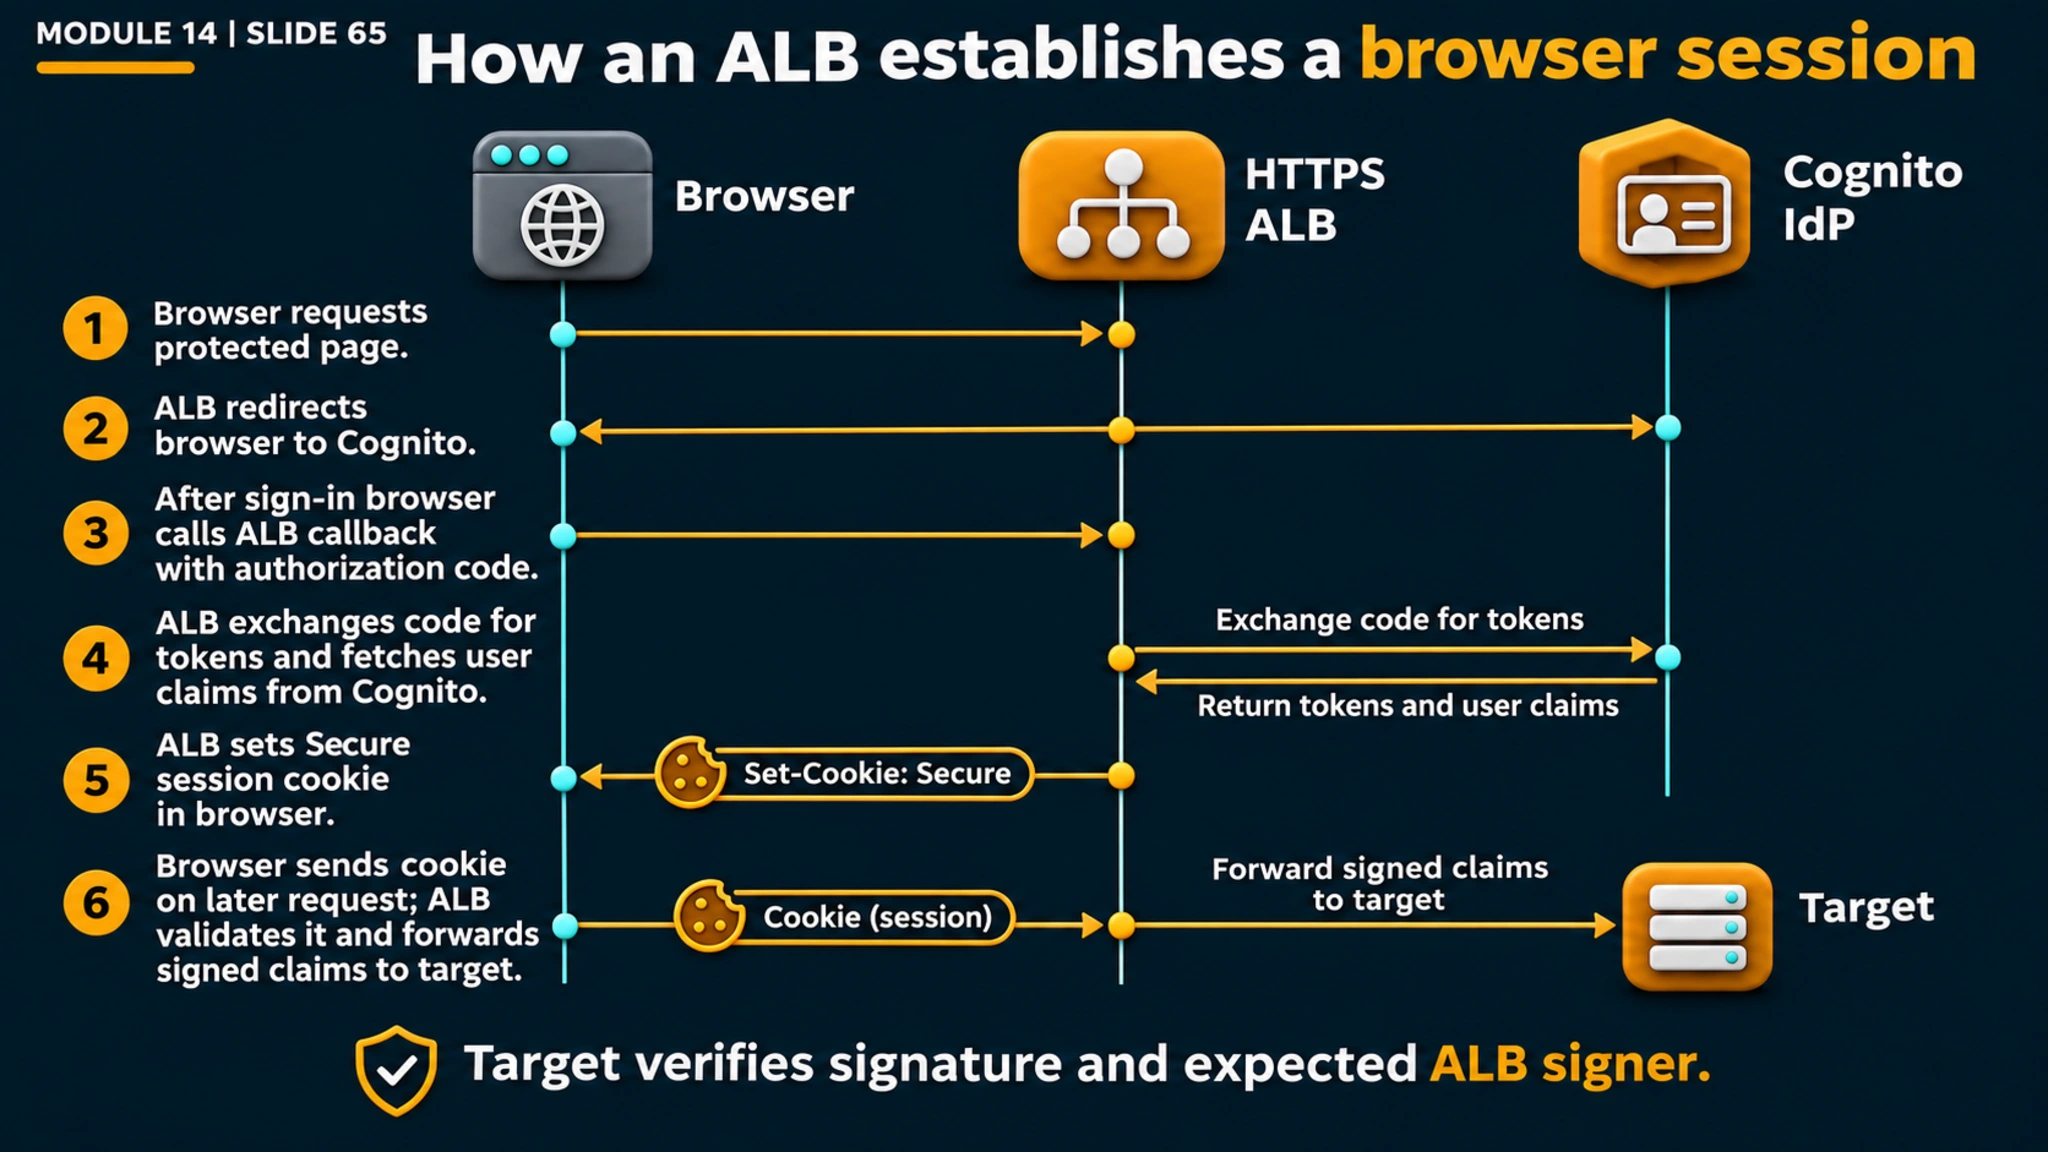 MODULE 14 | SLIDE 65
How an ALB establishes a browser session
Browser
HTTPS
ALB
Cognito
IdP
1
Browser requests
protected page.
2
ALB redirects
browser to Cognito.
3
After sign-in browser
calls ALB callback
with authorization code.
4
ALB exchanges code for
tokens and fetches user
claims from Cognito.
Exchange code for tokens
Return tokens and user claims
5
ALB sets Secure
session cookie
in browser.
Set-Cookie: Secure
6
Browser sends cookie
on later request; ALB
validates it and forwards
signed claims to target.
Cookie (session)
Forward signed claims
to target
Target
Target verifies signature and expected ALB signer.